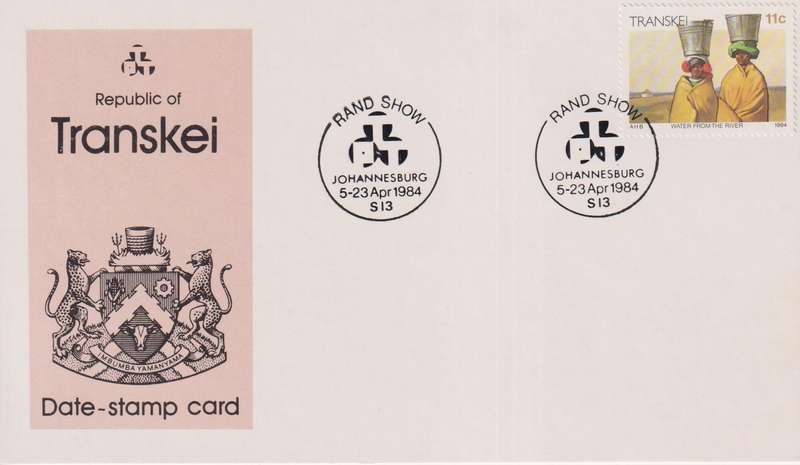 Republic of
Transkei
IMBUMBA YAMANYAMA
Date-stamp card
RAND SHOW
JOHANNESBURG
5-23 Apr 1984
S13
RAND SHOW
JOHANNESBURG
5-23 Apr 1984
S13
TRANSKEI 11c
AHB WATER FROM THE RIVER 1984